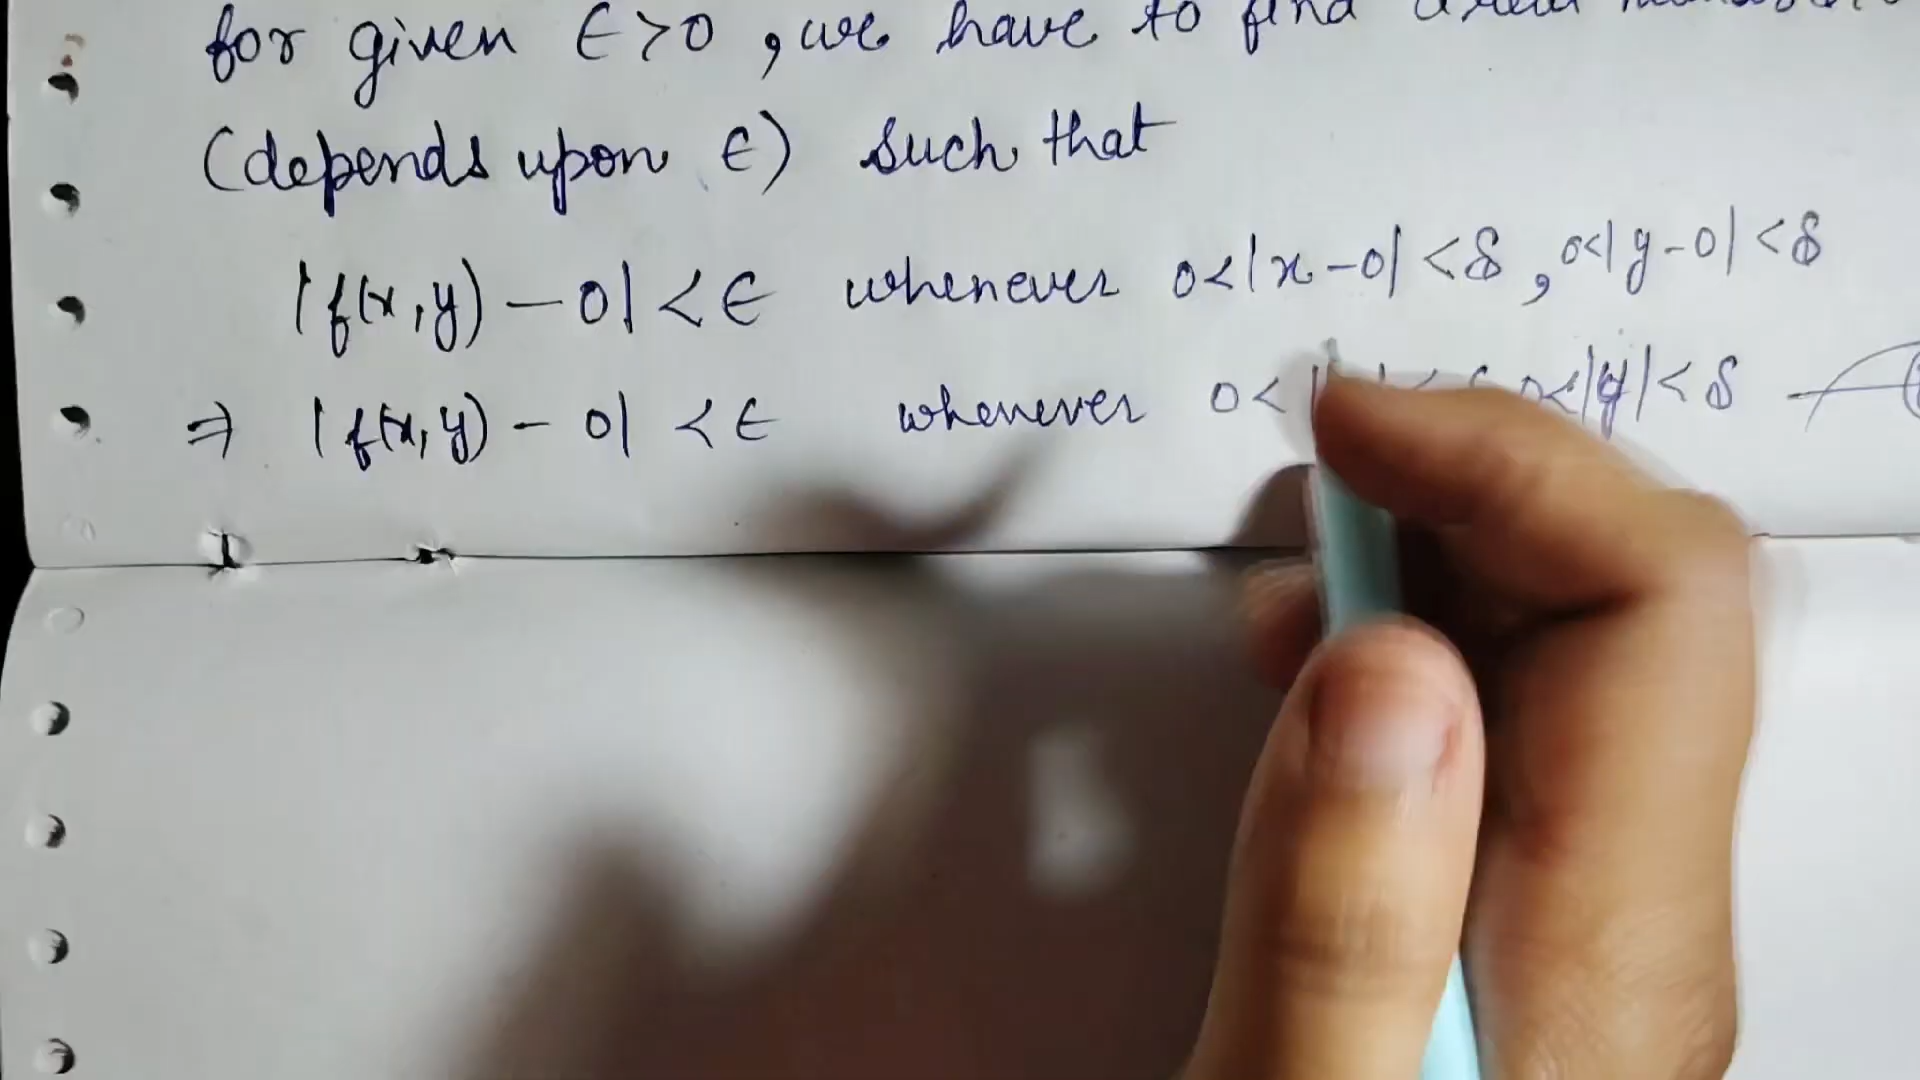 for given ϵ>0, we have to find
(depends upon ϵ) such that
|f(x,y) - 0| < ϵ whenever 0<|x-0|<δ, 0<|y-0|<δ
⇒ |f(x,y) - 0| < ϵ whenever 0<| |< 0<|y|<δ —